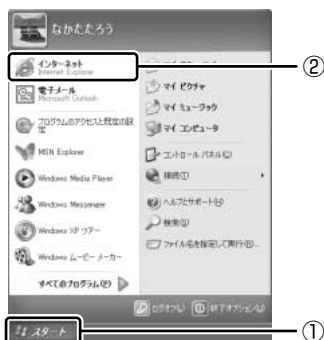 なかたたろう
インターネット
Internet Explorer
②
電子メール
Microsoft Outlook
プログラムのアクセスと既定の設
定
MSN Explorer
Windows Media Player
Windows Messenger
Windows XP ツアー
Windows ムービー メーカー
すべてのプログラム(P)
マイ ピクチャ
マイ ミュージック
マイ コンピュータ
コントロール パネル(C)
接続(T)
ヘルプとサポート(H)
検索(S)
ファイル名を指定して実行(R)...
ログオフ(L)
終了オプション(U)
スタート
①